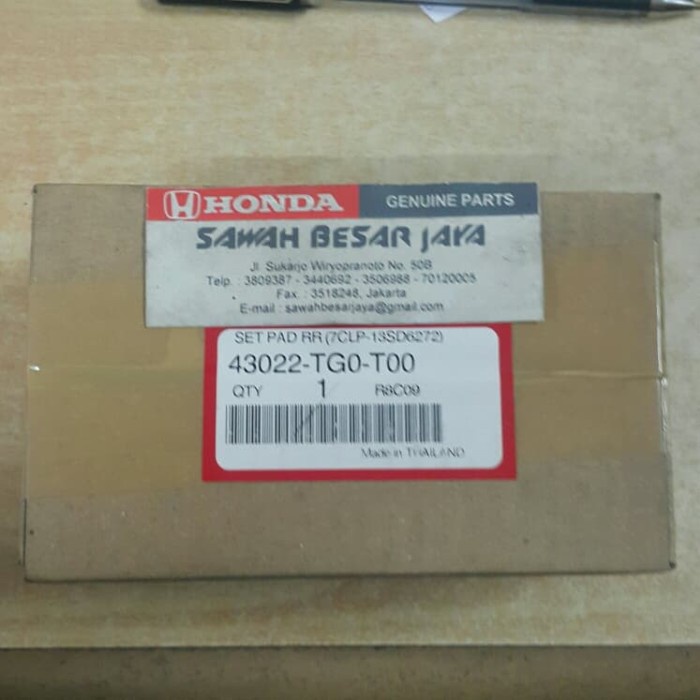 HONDA GENUINE PARTS
SAWAH BESAR JAYA
Jl. Sukarjo Wiryopranoto No. 50B
Telp. : 3809387 - 3440692 - 3506988 - 70120005
Fax. : 3518248, Jakarta
E-mail : sawahbesarjaya@gmail.com
SET PAD RR (7CLP-13SD6272)
43022-TG0-T00
QTY 1 R8C09
Made in THAILAND